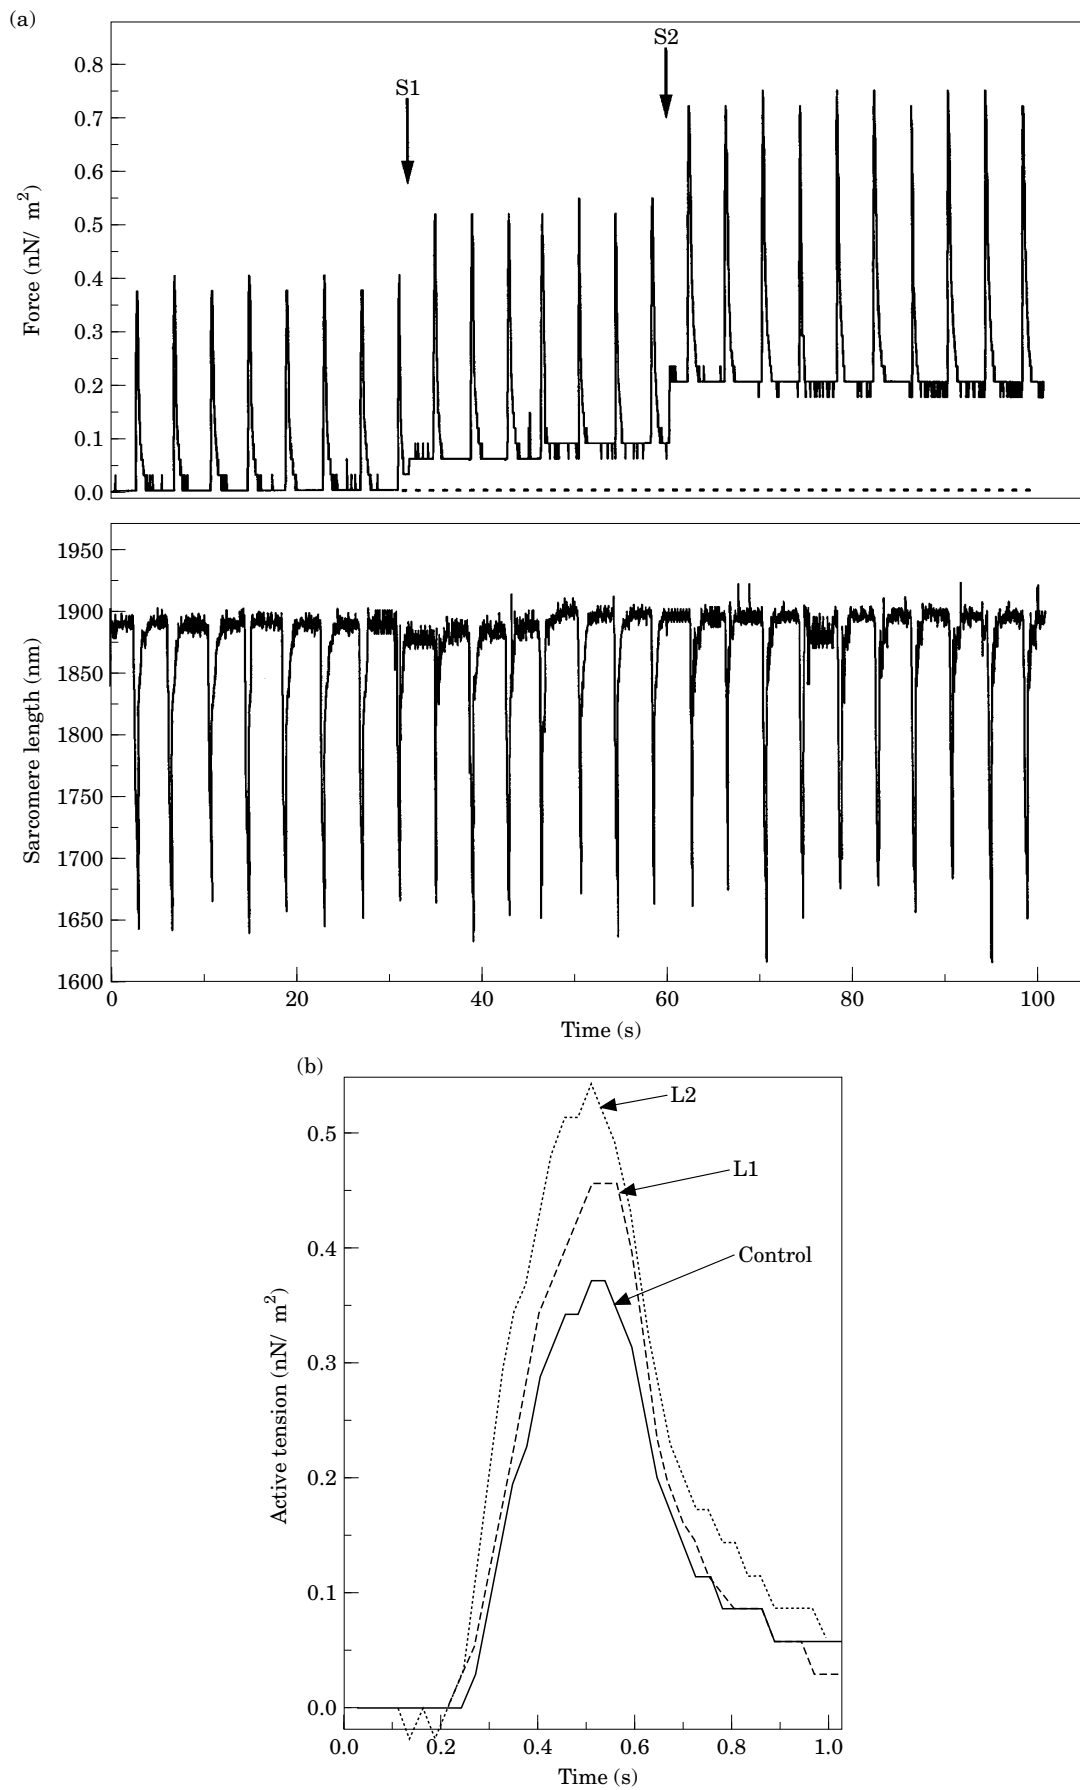 (a)
S1
S2
0.8
0.7
0.6
0.5
0.4
0.3
0.2
0.1
0.0
Force (nN/ m²)
1950
1900
1850
1800
1750
1700
1650
1600
Sarcomere length (nm)
0 20 40 60 80 100
Time (s)
(b)
L2
L1
Control
0.5
0.4
0.3
0.2
0.1
0.0
Active tension (nN/ m²)
0.0 0.2 0.4 0.6 0.8 1.0
Time (s)